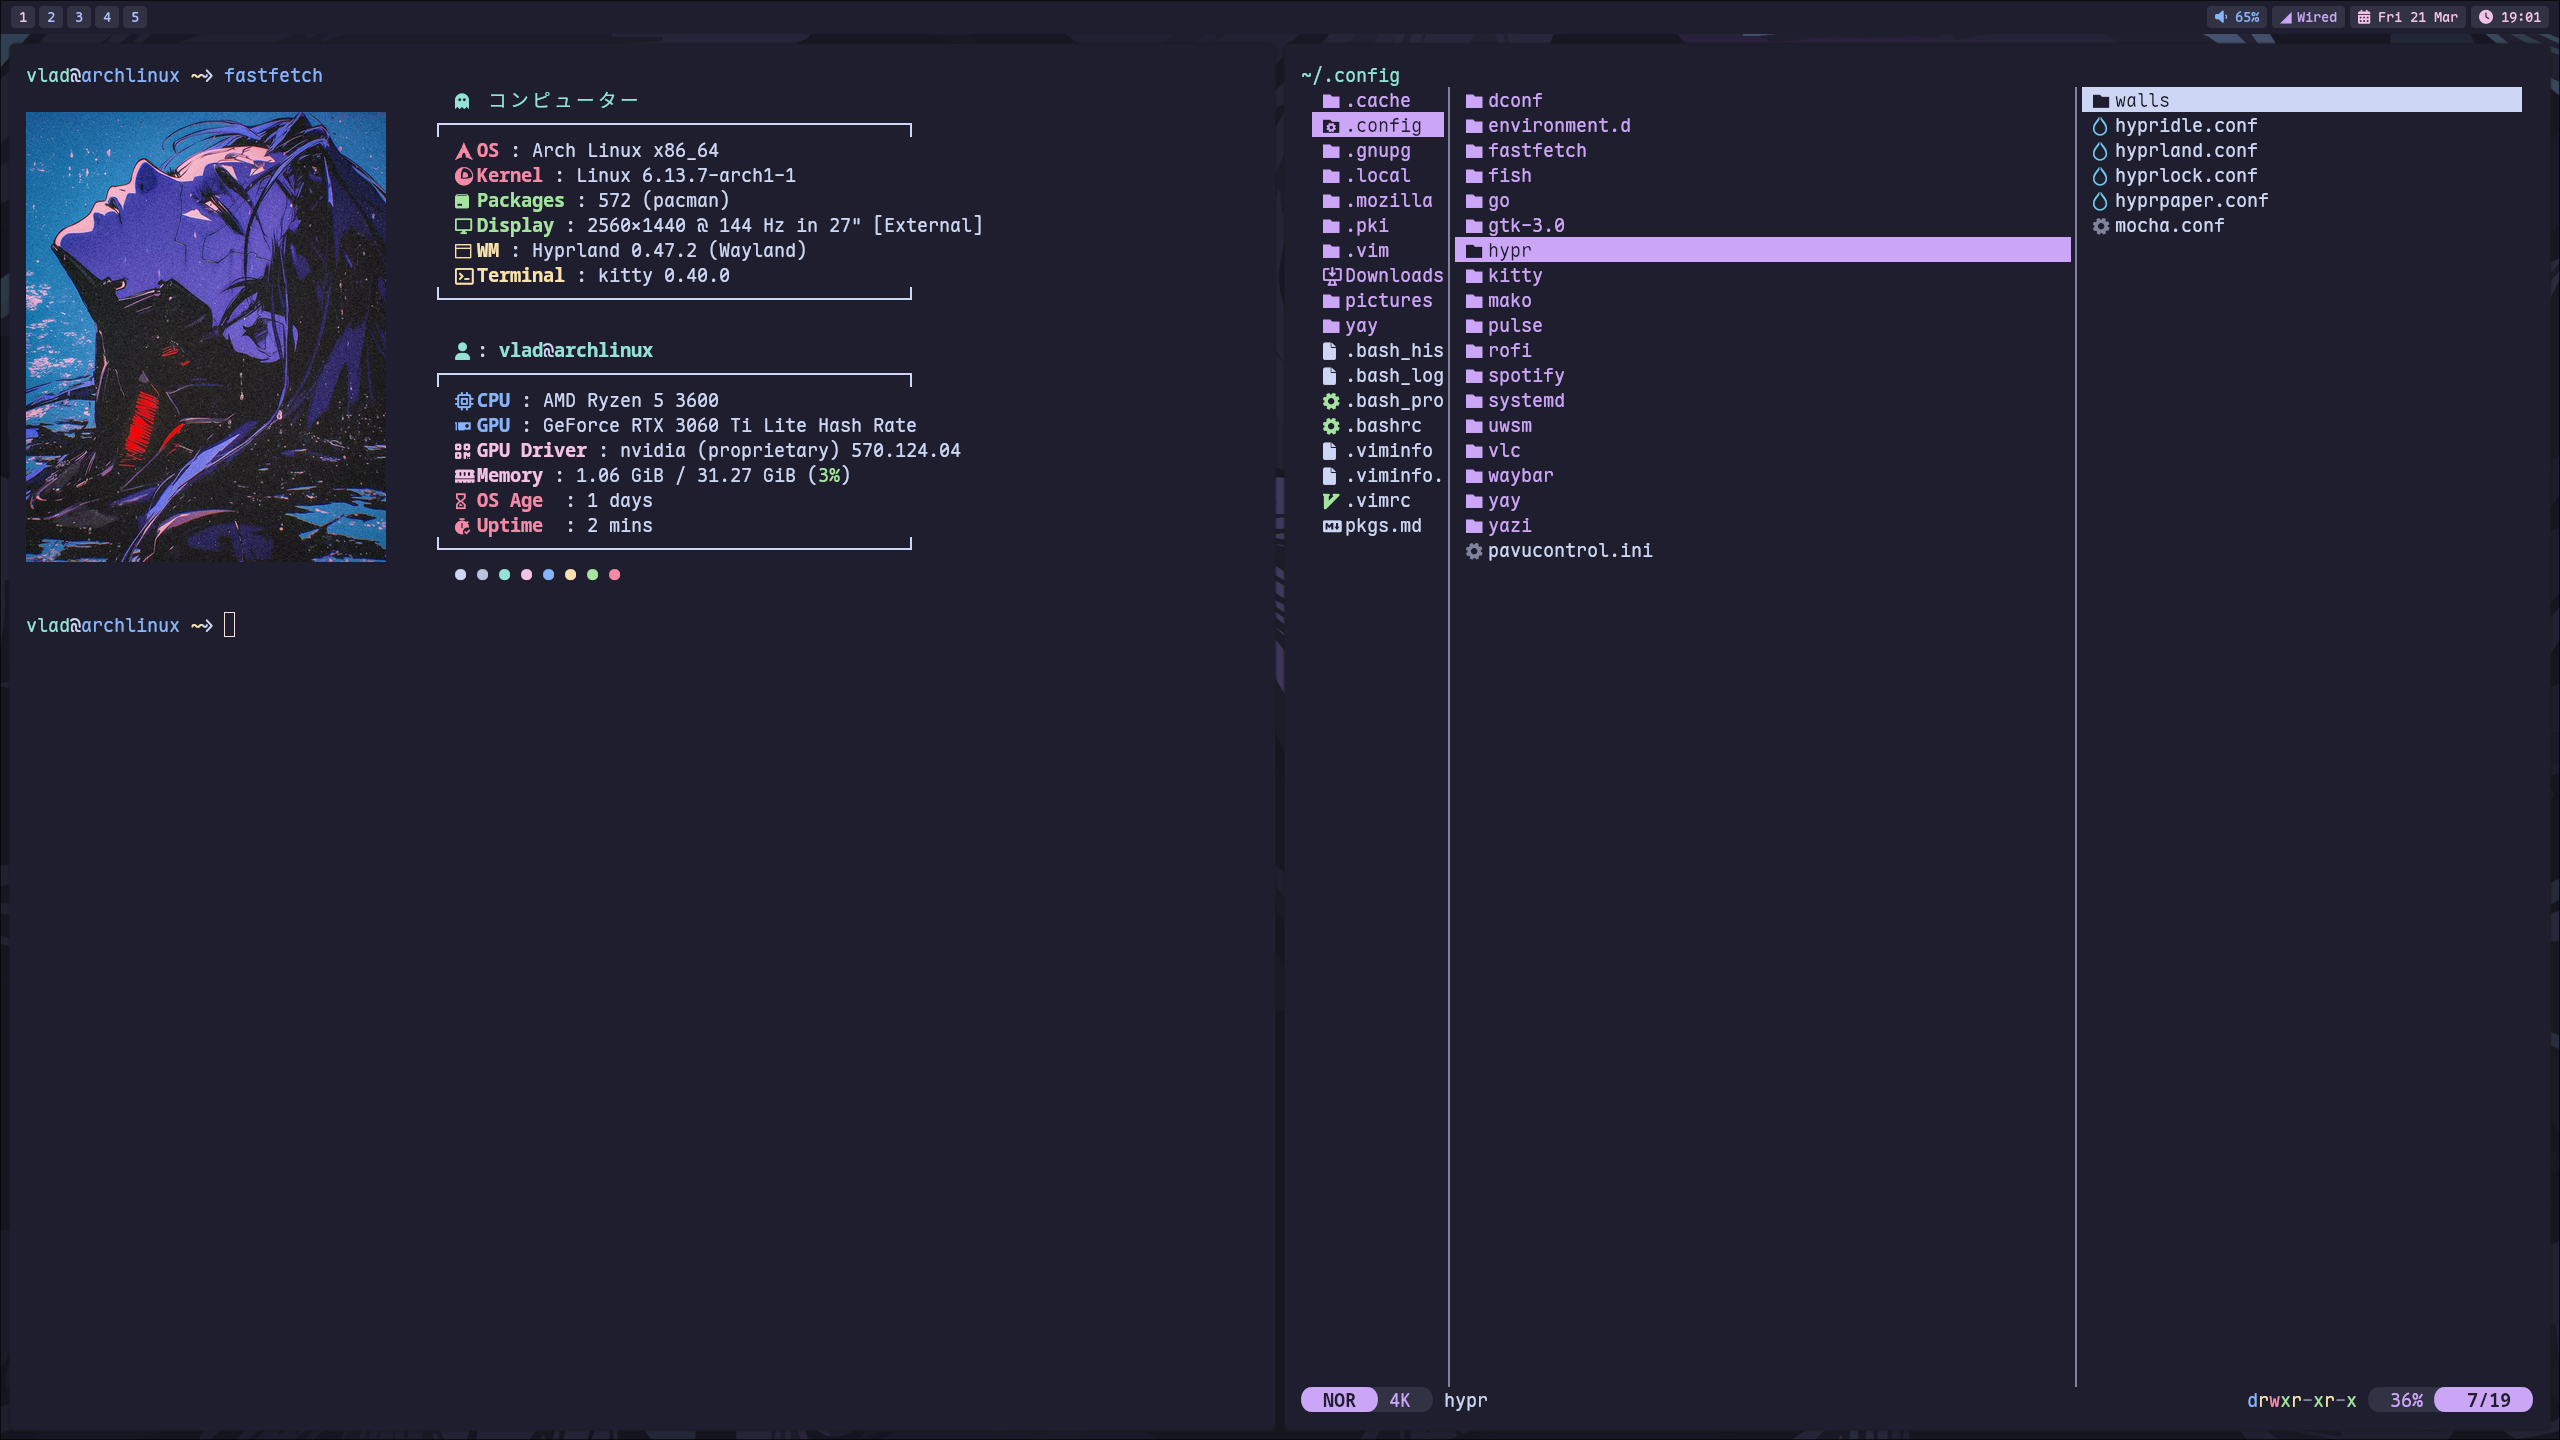 1 2 3 4 5
65% Wired Fri 21 Mar 19:01
vlad@archlinux ~> fastfetch
コンピューター
OS : Arch Linux x86_64
Kernel : Linux 6.13.7-arch1-1
Packages : 572 (pacman)
Display : 2560×1440 @ 144 Hz in 27" [External]
WM : Hyprland 0.47.2 (Wayland)
Terminal : kitty 0.40.0
: vlad@archlinux
CPU : AMD Ryzen 5 3600
GPU : GeForce RTX 3060 Ti Lite Hash Rate
GPU Driver : nvidia (proprietary) 570.124.04
Memory : 1.06 GiB / 31.27 GiB (3%)
OS Age : 1 days
Uptime : 2 mins
vlad@archlinux ~>
~/.config
.cache
.config
.gnupg
.local
.mozilla
.pki
.vim
Downloads
pictures
yay
.bash_his
.bash_log
.bash_pro
.bashrc
.viminfo
.viminfo.
.vimrc
pkgs.md
dconf
environment.d
fastfetch
fish
go
gtk-3.0
hypr
kitty
mako
pulse
rofi
spotify
systemd
uwsm
vlc
waybar
yay
yazi
pavucontrol.ini
walls
hypridle.conf
hyprland.conf
hyprlock.conf
hyprpaper.conf
mocha.conf
NOR 4K hypr
drwxr-xr-x 36% 7/19